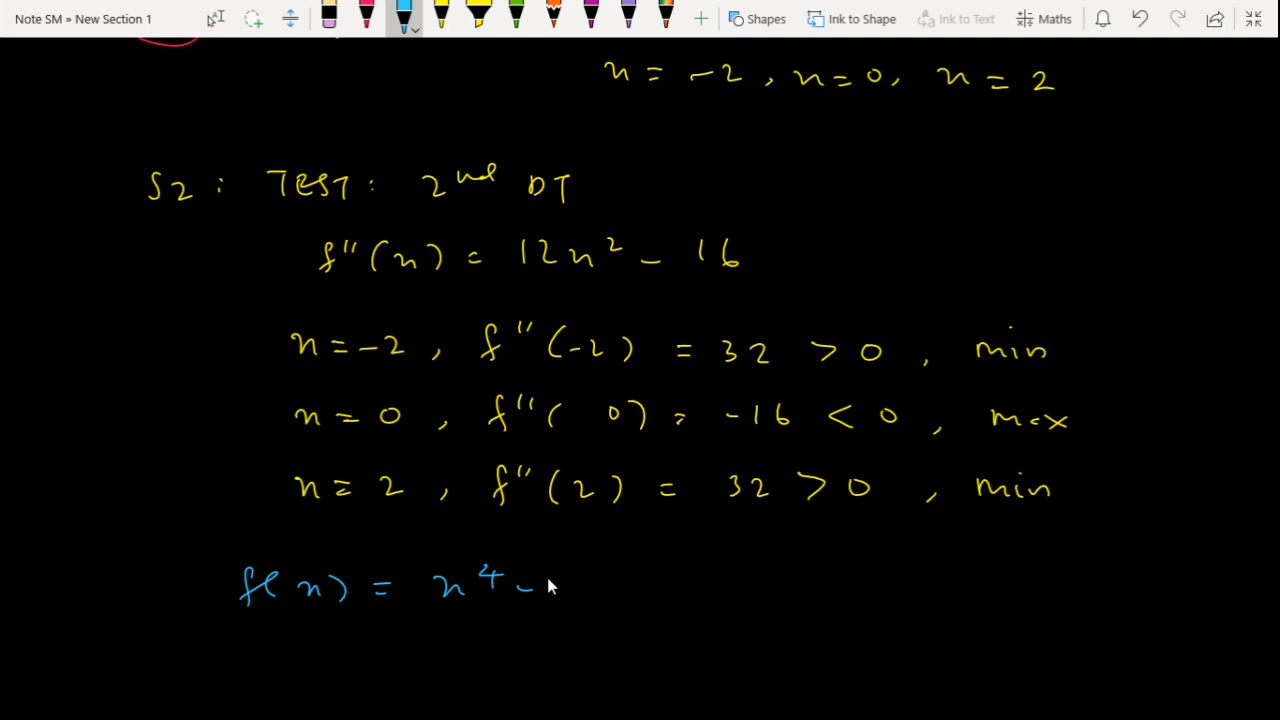 Note SM » New Section 1 Shapes Ink to Shape Ink to Text Maths
x = -2, x = 0, x = 2
S2 : TEST : 2nd DT
f''(x) = 12x² - 16
x = -2, f''(-2) = 32 > 0, min
x = 0, f''(0) = -16 < 0, max
x = 2, f''(2) = 32 > 0, min
f(x) = x⁴ -